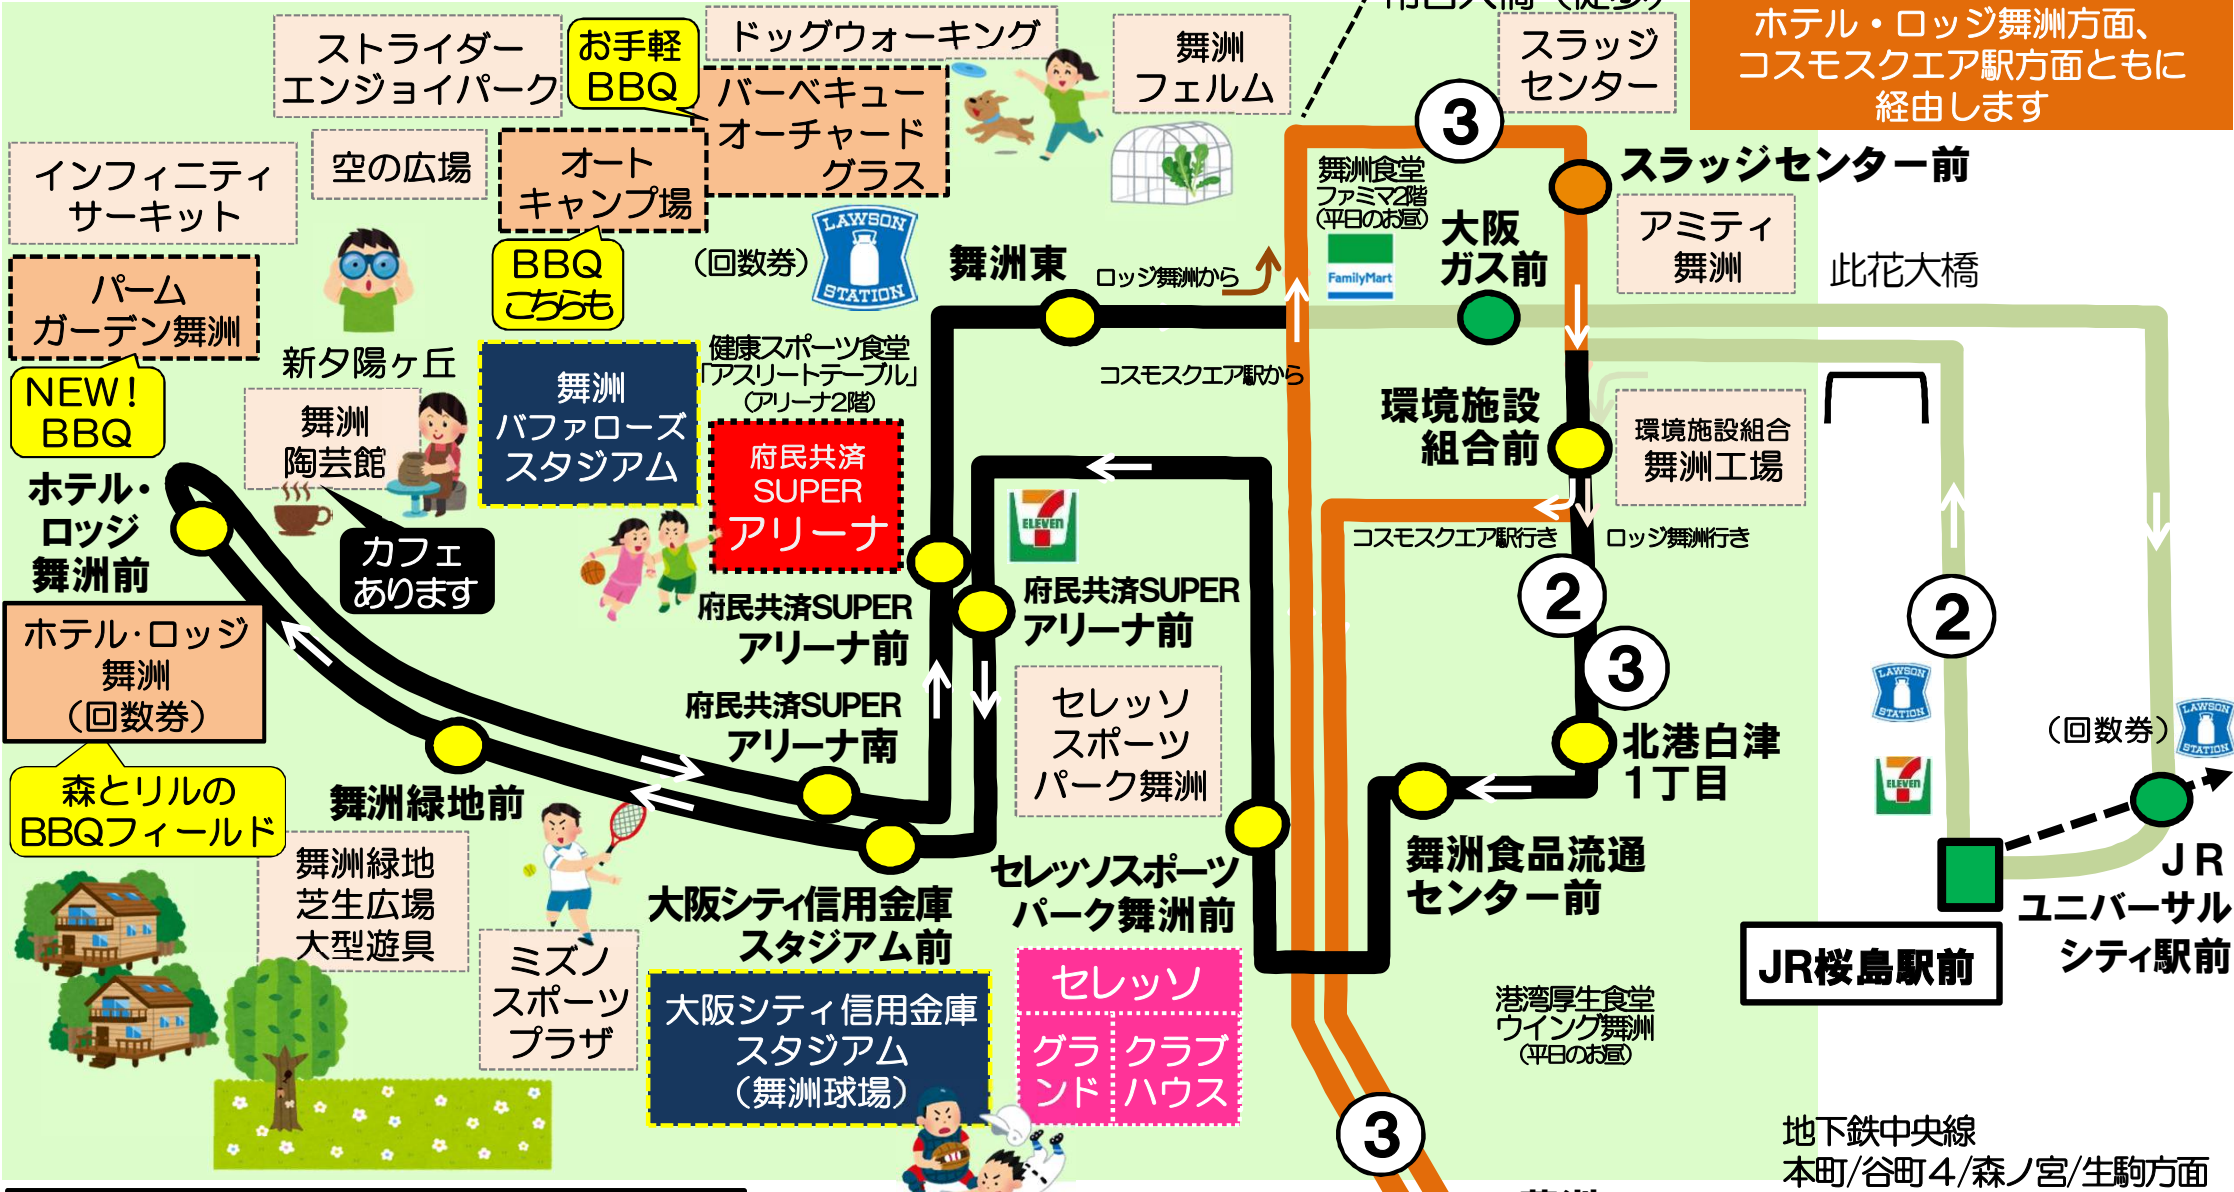 ホテル・ロッジ舞洲方面、
コスモスクエア駅方面ともに
経由します
ストライダー
エンジョイパーク
お手軽
BBQ
ドッグウォーキング
バーベキュー
オーチャード
グラス
舞洲
フェルム
スラッジ
センター
③
インフィニティ
サーキット
空の広場
オート
キャンプ場
BBQ
こちらも
(回数券)
LAWSON
STATION
舞洲東
ロッジ舞洲から
舞洲食堂
ファミマ2階
(平日のお昼)
FamilyMart
大阪
ガス前
スラッジセンター前
アミティ
舞洲
此花大橋
パーム
ガーデン舞洲
NEW!
BBQ
新夕陽ヶ丘
舞洲
陶芸館
カフェ
あります
舞洲
バファローズ
スタジアム
健康スポーツ食堂
「アスリートテーブル」
(アリーナ2階)
府民共済
SUPER
アリーナ
コスモスクエア駅から
環境施設
組合前
環境施設組合
舞洲工場
ELEVEN
コスモスクエア駅行き
ロッジ舞洲行き
②
③
②
ホテル・
ロッジ
舞洲前
ホテル・ロッジ
舞洲
(回数券)
森とリルの
BBQフィールド
府民共済SUPER
アリーナ前
府民共済SUPER
アリーナ前
府民共済SUPER
アリーナ南
セレッソ
スポーツ
パーク舞洲
北港白津
1丁目
LAWSON
STATION
ELEVEN
(回数券)
LAWSON
STATION
舞洲緑地前
舞洲緑地
芝生広場
大型遊具
ミズノ
スポーツ
プラザ
大阪シティ信用金庫
スタジアム前
大阪シティ信用金庫
スタジアム
(舞洲球場)
セレッソスポーツ
パーク舞洲前
セレッソ
グラ
ンド
クラブ
ハウス
舞洲食品流通
センター前
港湾厚生食堂
ウイング舞洲
(平日のお昼)
JR桜島駅前
JR
ユニバーサル
シティ駅前
③
地下鉄中央線
本町/谷町4/森ノ宮/生駒方面